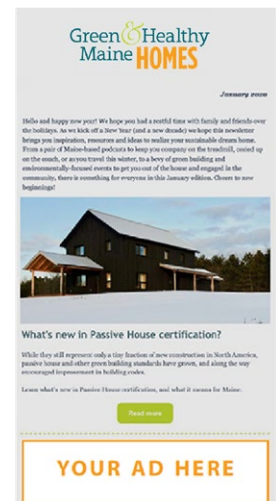 Green & Healthy
Maine HOMES
January 2020
Hello and happy new year! We hope you had a restful time with family and friends over
the holidays. As we kick off a New Year (and a new decade) we hope this newsletter
brings you inspiration, resources and ideas to realize your sustainable dream home.
From a pair of Maine-based podcasts to keep you company on the treadmill, cozied up
on the couch, or as you travel this winter, to a bevy of green building and
environmentally-focused events to get you out of the house and engaged in the
community, there is something for everyone in this January edition. Cheers to new
beginnings!
What's new in Passive House certification?
While they still represent only a tiny fraction of new construction in North America,
passive house and other green building standards have grown, and along the way
encouraged improvement in building codes.
Learn what's new in Passive House certification, and what it means for Maine.
Read more
YOUR AD HERE